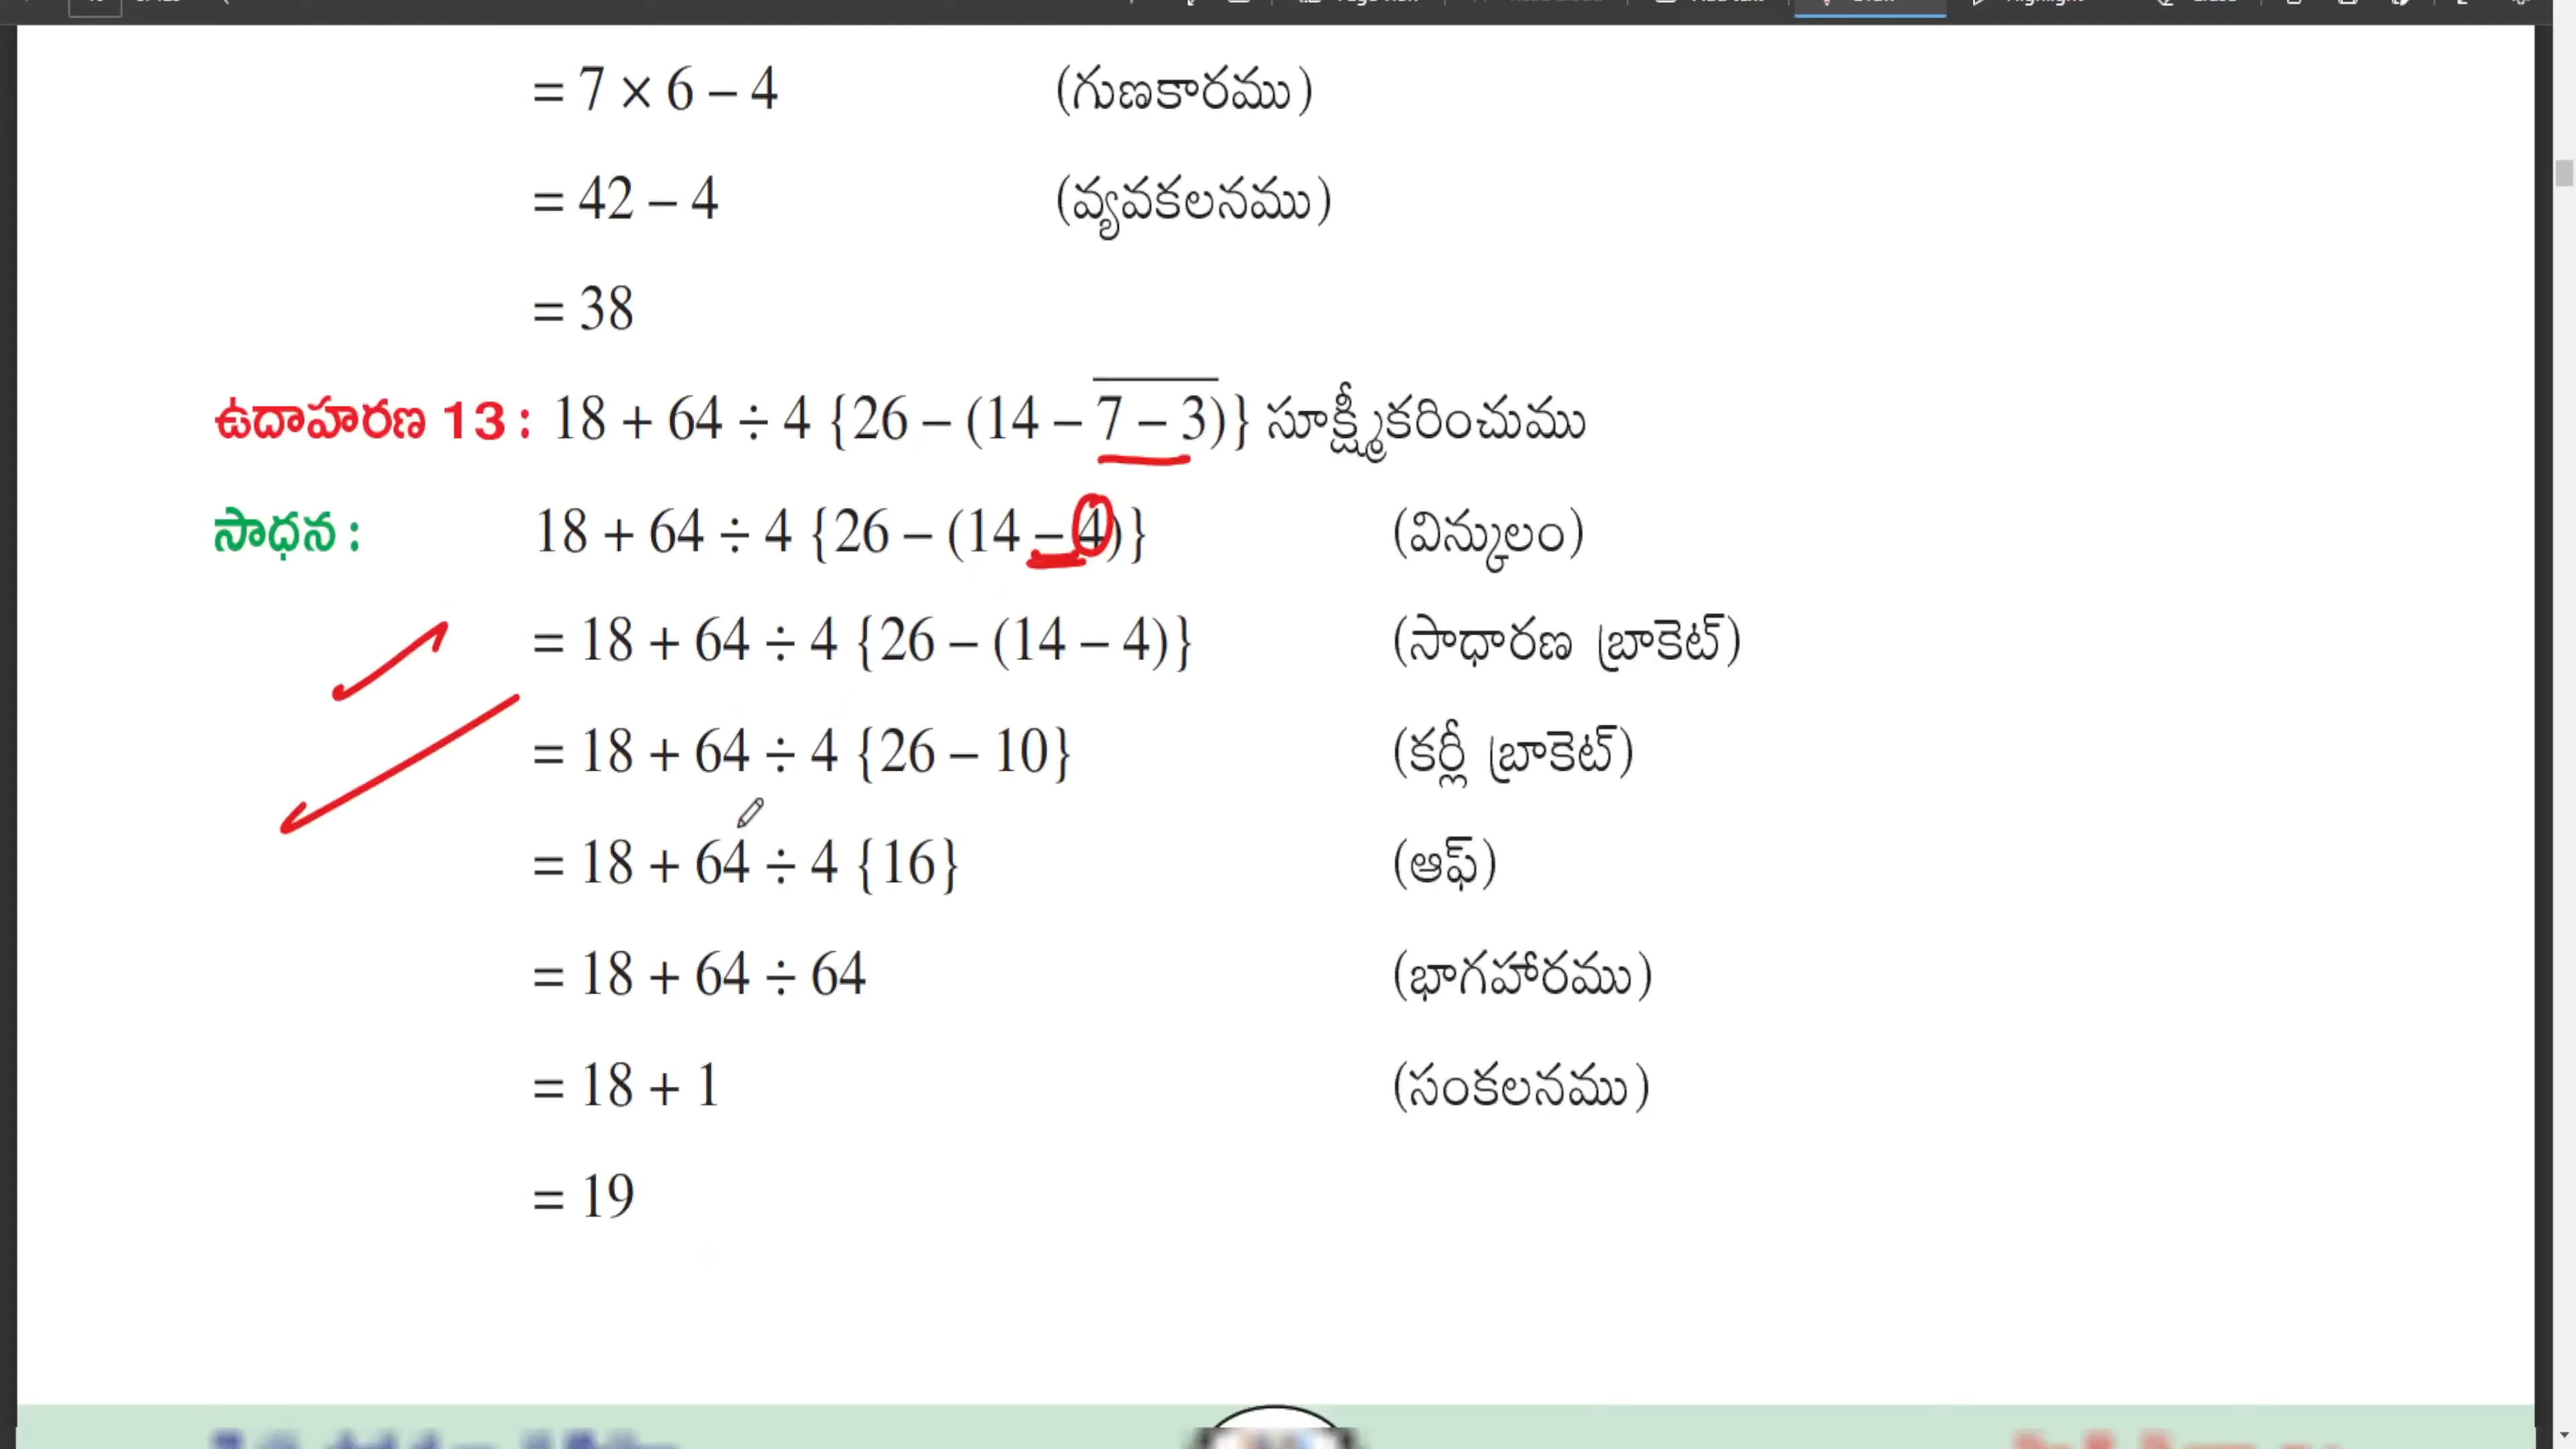 = 7 × 6 – 4 (గుణకారము)
= 42 – 4 (వ్యవకలనము)
= 38
ఉదాహరణ 13 : 18 + 64 ÷ 4 {26 – (14 – 7 – 3)} సూక్ష్మీకరించుము
సాధన : 18 + 64 ÷ 4 {26 – (14 – 4)} (విన్కులం)
= 18 + 64 ÷ 4 {26 – (14 – 4)} (సాధారణ బ్రాకెట్)
= 18 + 64 ÷ 4 {26 – 10} (కర్లీ బ్రాకెట్)
= 18 + 64 ÷ 4 {16} (ఆఫ్)
= 18 + 64 ÷ 64 (భాగహారము)
= 18 + 1 (సంకలనము)
= 19